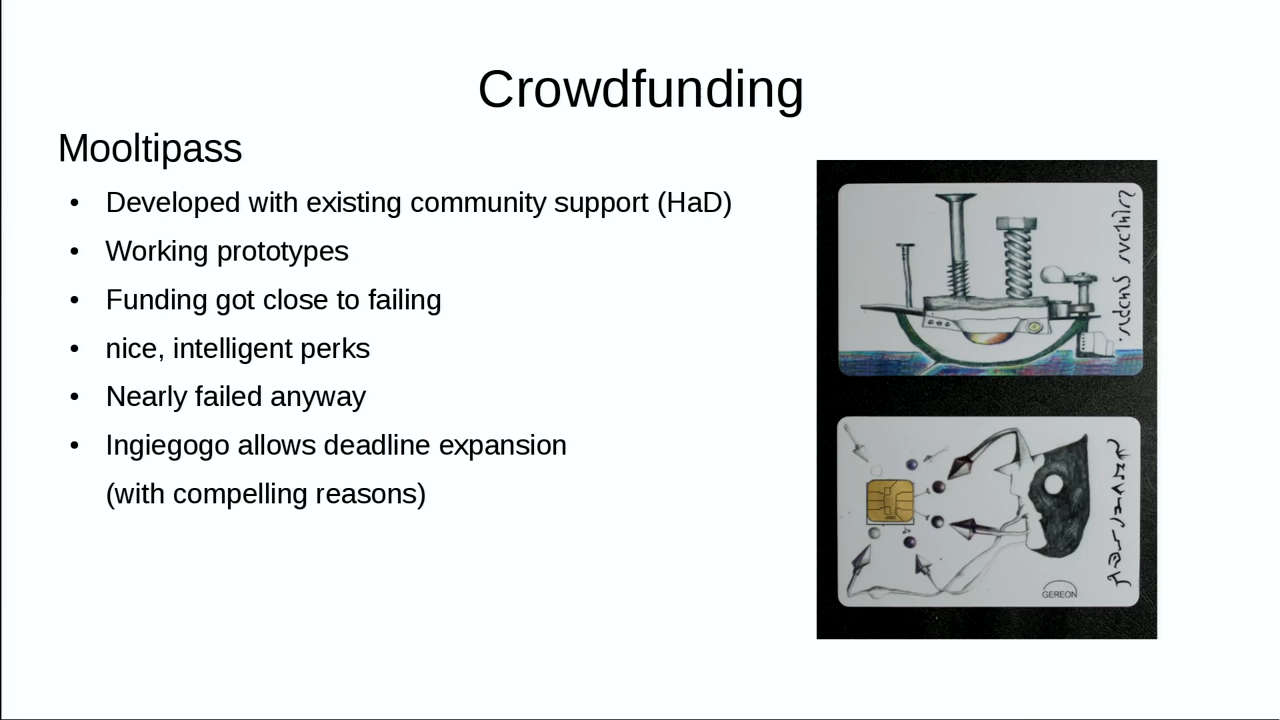 Crowdfunding
Mooltipass
• Developed with existing community support (HaD)
• Working prototypes
• Funding got close to failing
• nice, intelligent perks
• Nearly failed anyway
• Ingiegogo allows deadline expansion
(with compelling reasons)
GEREON